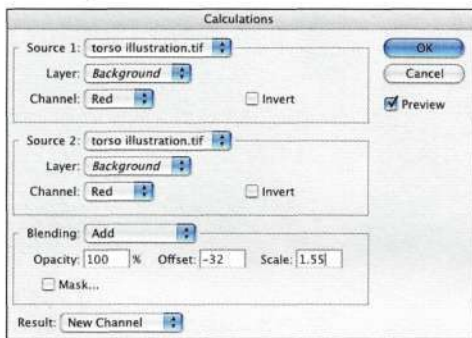 Calculations
Source 1: torso illustration.tif
OK
Layer: Background
Cancel
Channel: Red Invert
Preview
Source 2: torso illustration.tif
Layer: Background
Channel: Red Invert
Blending: Add
Opacity: 100 % Offset: -32 Scale: 1.55
Mask...
Result: New Channel